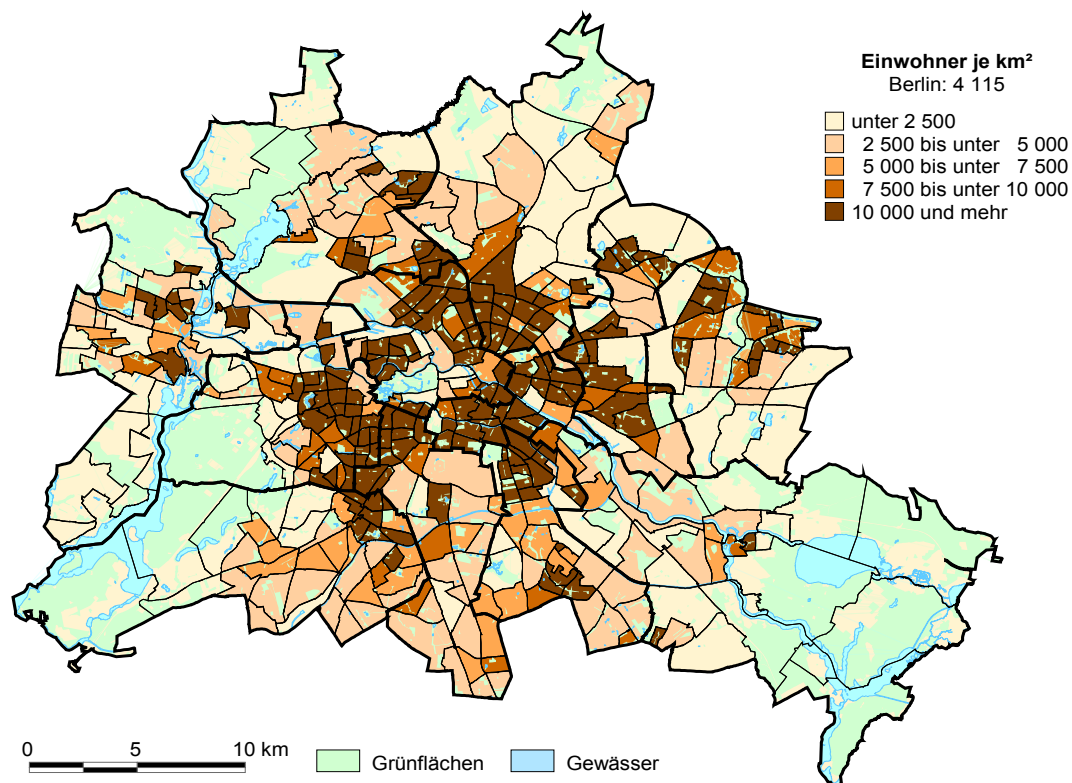 Einwohner je km²
Berlin: 4 115
unter 2 500
2 500 bis unter 5 000
5 000 bis unter 7 500
7 500 bis unter 10 000
10 000 und mehr
0 5 10 km
Grünflächen Gewässer